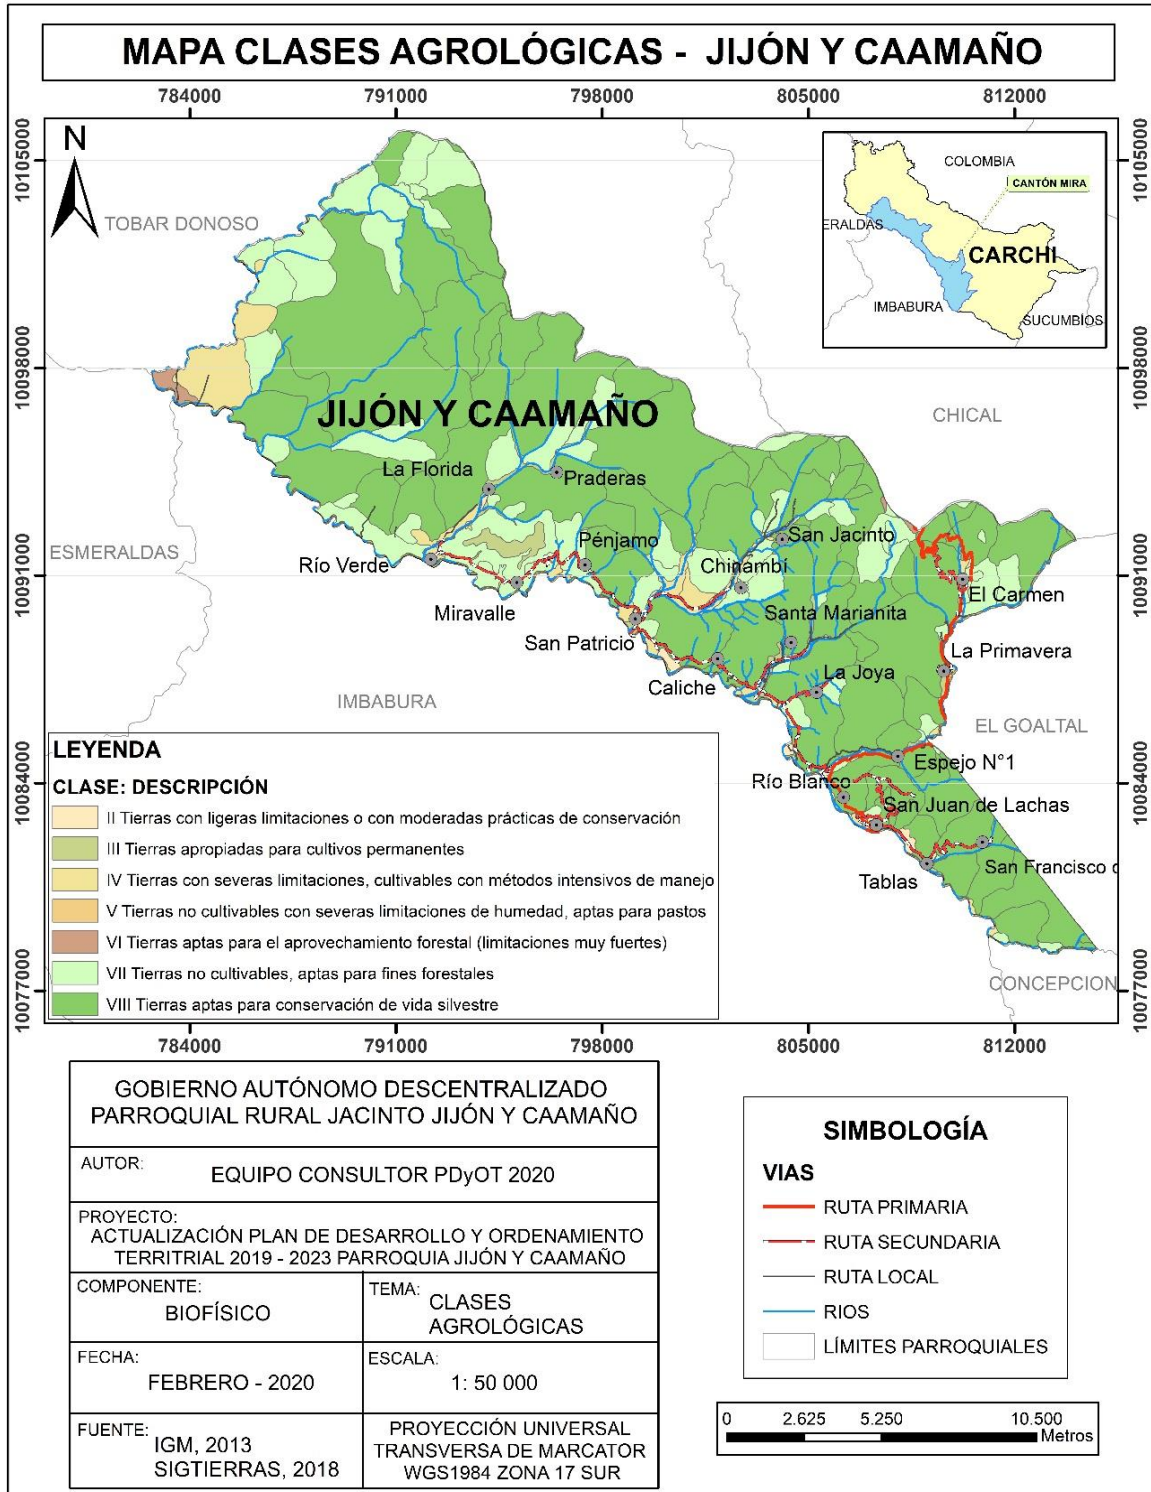 MAPA CLASES AGROLÓGICAS - JIJÓN Y CAAMAÑO
784000 791000 798000 805000 812000
10105000 10105000
N
TOBAR DONOSO
COLOMBIA
CANTÓN MIRA
ERALDAS
CARCHI
IMBABURA
SUCUMBÍOS
10098000 10098000
JIJÓN Y CAAMAÑO
CHICAL
La Florida
Praderas
ESMERALDAS
Pénjamo
San Jacinto
Río Verde
Chinambí
10091000 10091000
El Carmen
Miravalle
Santa Marianita
San Patricio
La Primavera
Caliche
La Joya
IMBABURA
EL GOALTAL
Espejo N°1
Río Blanco
10084000 10084000
San Juan de Lachas
San Francisco d
Tablas
CONCEPCION
10077000 10077000
LEYENDA
CLASE: DESCRIPCIÓN
II Tierras con ligeras limitaciones o con moderadas prácticas de conservación
III Tierras apropiadas para cultivos permanentes
IV Tierras con severas limitaciones, cultivables con métodos intensivos de manejo
V Tierras no cultivables con severas limitaciones de humedad, aptas para pastos
VI Tierras aptas para el aprovechamiento forestal (limitaciones muy fuertes)
VII Tierras no cultivables, aptas para fines forestales
VIII Tierras aptas para conservación de vida silvestre
784000 791000 798000 805000 812000
GOBIERNO AUTÓNOMO DESCENTRALIZADO
PARROQUIAL RURAL JACINTO JIJÓN Y CAAMAÑO
AUTOR: EQUIPO CONSULTOR PDyOT 2020
PROYECTO:
ACTUALIZACIÓN PLAN DE DESARROLLO Y ORDENAMIENTO
TERRITRIAL 2019 - 2023 PARROQUIA JIJÓN Y CAAMAÑO
COMPONENTE:
BIOFÍSICO
TEMA: CLASES
AGROLÓGICAS
FECHA:
FEBRERO - 2020
ESCALA:
1: 50 000
FUENTE: IGM, 2013
SIGTIERRAS, 2018
PROYECCIÓN UNIVERSAL
TRANSVERSA DE MARCATOR
WGS1984 ZONA 17 SUR
SIMBOLOGÍA
VIAS
RUTA PRIMARIA
RUTA SECUNDARIA
RUTA LOCAL
RIOS
LÍMITES PARROQUIALES
0 2.625 5.250 10.500
Metros